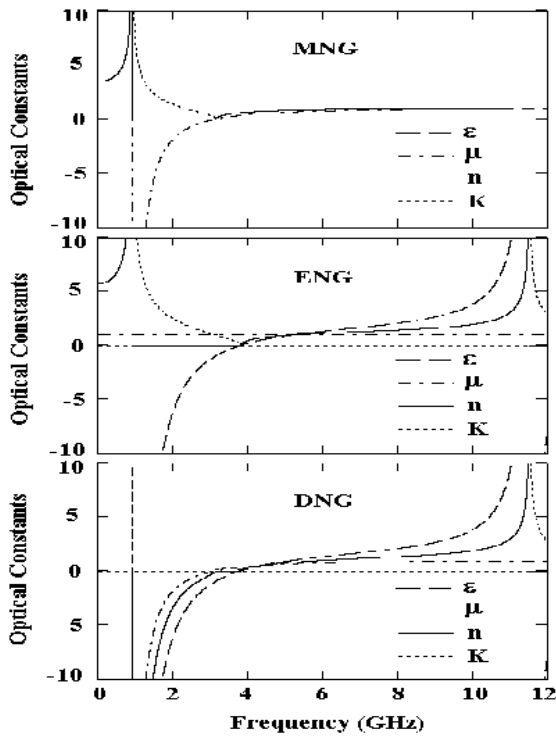 10
MNG
5
0
-5
-10
Optical Constants
ε
μ
n
K
10
ENG
5
0
-5
-10
Optical Constants
ε
μ
n
K
10
DNG
5
0
-5
-10
Optical Constants
ε
μ
n
K
0 2 4 6 8 10 12
Frequency (GHz)